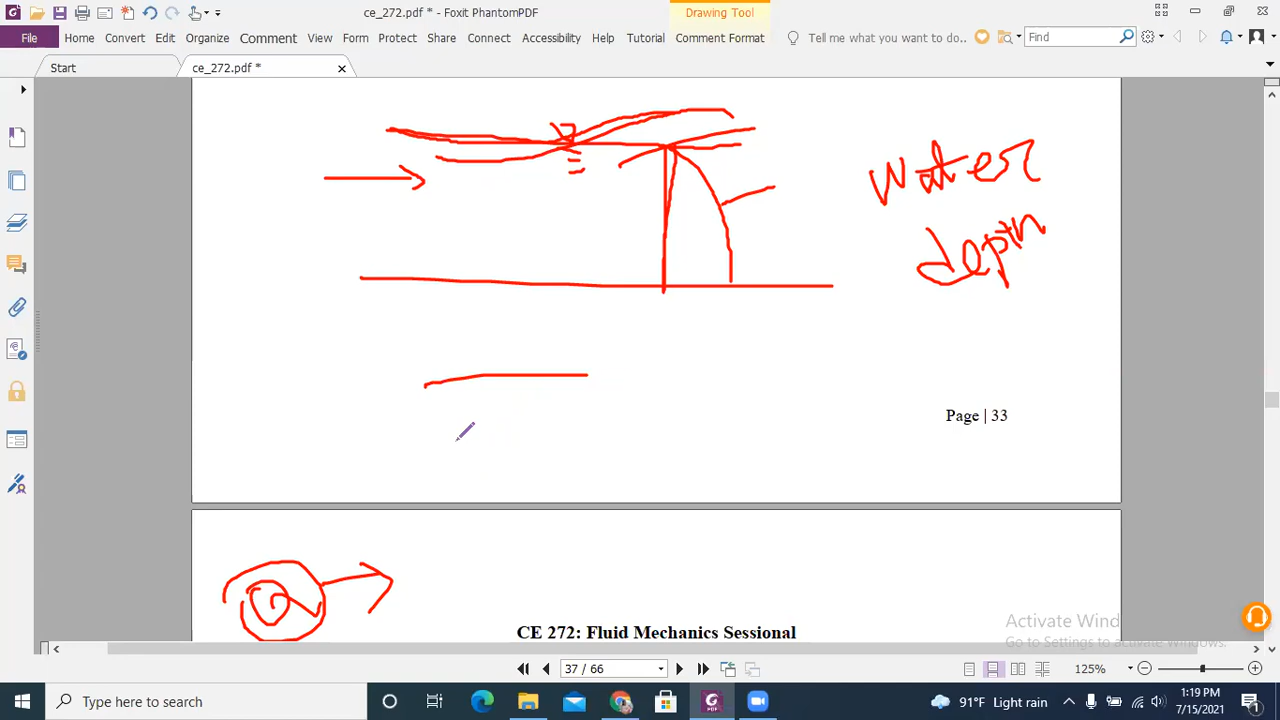 ce_272.pdf * - Foxit PhantomPDF
Drawing Tool
File Home Convert Edit Organize Comment View Form Protect Share Connect Accessibility Help Tutorial Comment Format Tell me what you want to do.. Find
Start ce_272.pdf *
Water
depth
Page | 33
Q
CE 272: Fluid Mechanics Sessional
Activate Wind
Go to Settings to activate Windows.
37 / 66 125%
Type here to search 91°F Light rain 1:19 PM
7/15/2021